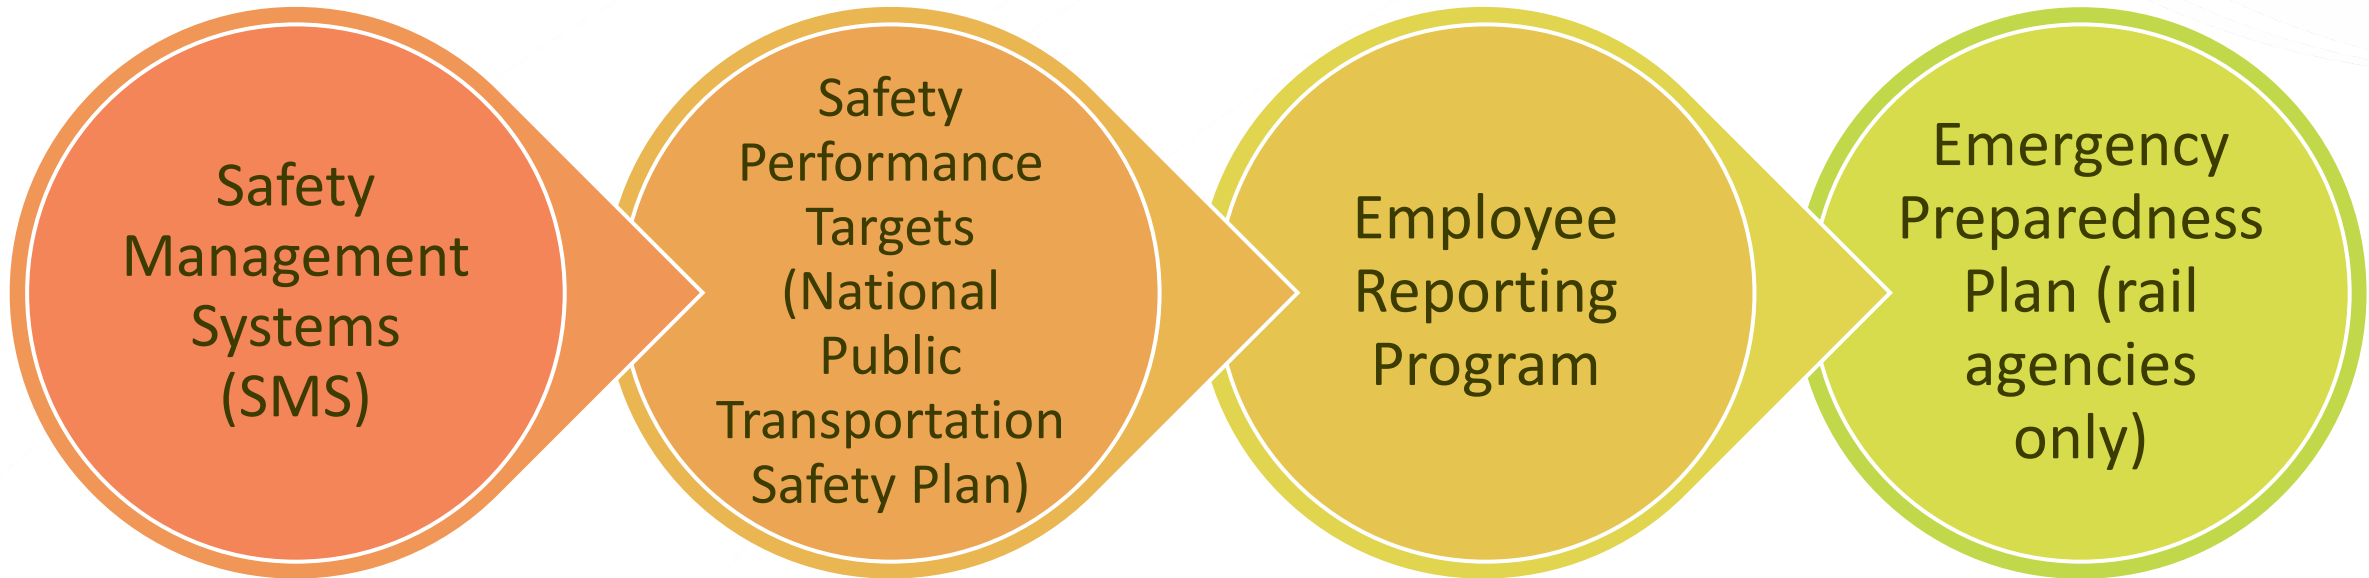 Safety
Management
Systems
(SMS)
Safety
Performance
Targets
(National
Public
Transportation
Safety Plan)
Employee
Reporting
Program
Emergency
Preparedness
Plan (rail
agencies
only)